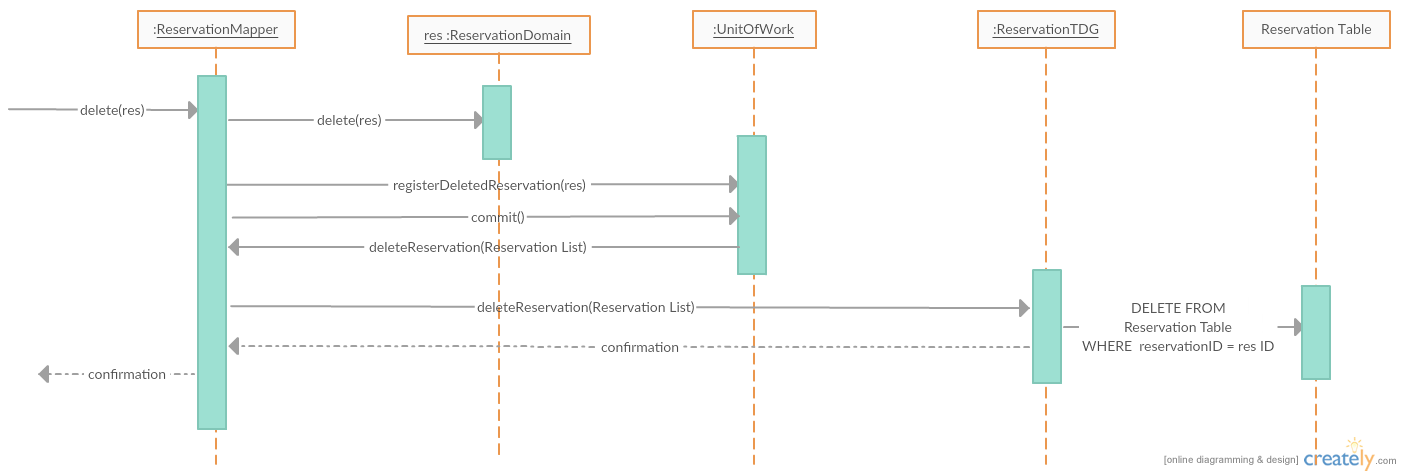 :ReservationMapper
res :ReservationDomain
:UnitOfWork
:ReservationTDG
Reservation Table
delete(res)
delete(res)
registerDeletedReservation(res)
commit()
deleteReservation(Reservation List)
deleteReservation(Reservation List)
DELETE FROM
Reservation Table
WHERE reservationID = res ID
confirmation
confirmation
[online diagramming & design] creately.com